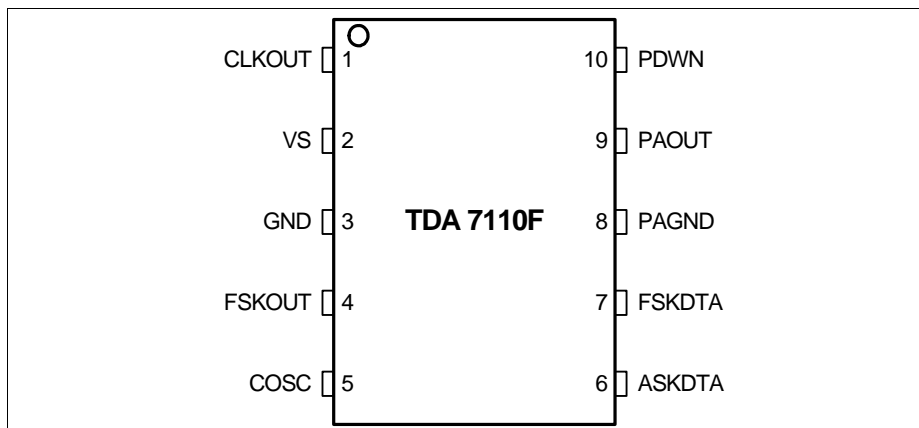 CLKOUT 1 10 PDWN
VS 2 9 PAOUT
GND 3 TDA 7110F 8 PAGND
FSKOUT 4 7 FSKDTA
COSC 5 6 ASKDTA